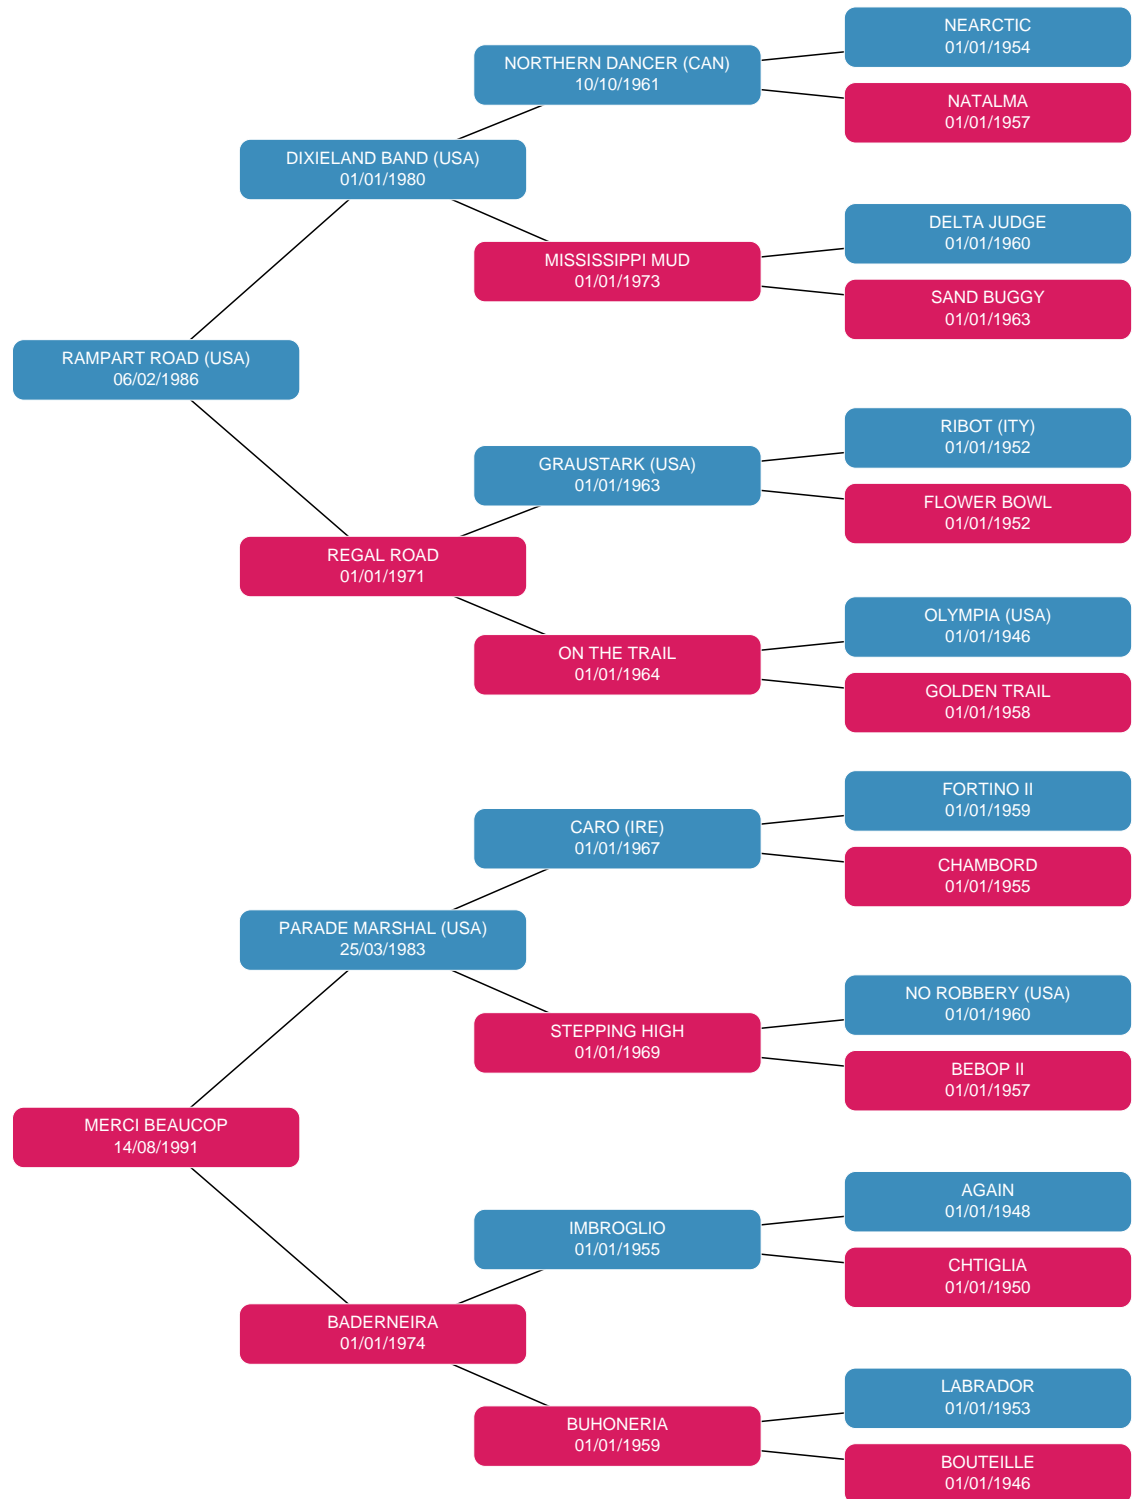 NEARCTIC
01/01/1954
NORTHERN DANCER (CAN)
10/10/1961
NATALMA
01/01/1957
DIXIELAND BAND (USA)
01/01/1980
DELTA JUDGE
01/01/1960
MISSISSIPPI MUD
01/01/1973
SAND BUGGY
01/01/1963
RAMPART ROAD (USA)
06/02/1986
RIBOT (ITY)
01/01/1952
GRAUSTARK (USA)
01/01/1963
FLOWER BOWL
01/01/1952
REGAL ROAD
01/01/1971
OLYMPIA (USA)
01/01/1946
ON THE TRAIL
01/01/1964
GOLDEN TRAIL
01/01/1958
FORTINO II
01/01/1959
CARO (IRE)
01/01/1967
CHAMBORD
01/01/1955
PARADE MARSHAL (USA)
25/03/1983
NO ROBBERY (USA)
01/01/1960
STEPPING HIGH
01/01/1969
BEBOP II
01/01/1957
MERCI BEAUCOP
14/08/1991
AGAIN
01/01/1948
IMBROGLIO
01/01/1955
CHTIGLIA
01/01/1950
BADERNEIRA
01/01/1974
LABRADOR
01/01/1953
BUHONERIA
01/01/1959
BOUTEILLE
01/01/1946